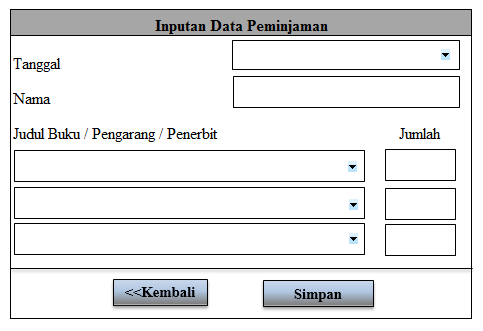 Inputan Data Peminjaman
Tanggal
Nama
Judul Buku / Pengarang / Penerbit Jumlah
<<Kembali Simpan